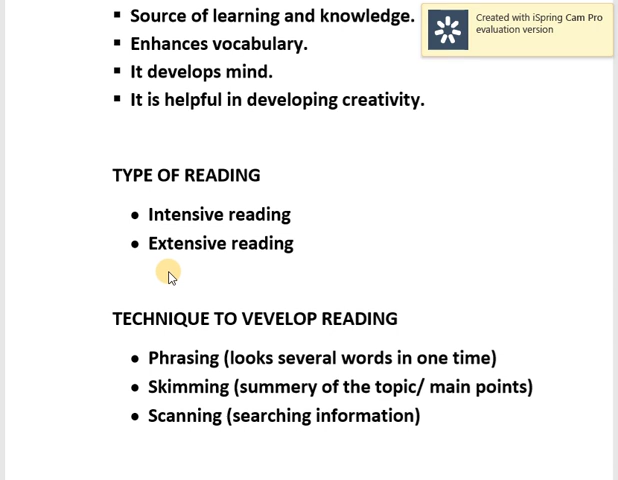 ▪ Source of learning and knowledge.
▪ Enhances vocabulary.
▪ It develops mind.
▪ It is helpful in developing creativity.
Created with iSpring Cam Pro
evaluation version
TYPE OF READING
• Intensive reading
• Extensive reading
TECHNIQUE TO VEVELOP READING
• Phrasing (looks several words in one time)
• Skimming (summery of the topic/ main points)
• Scanning (searching information)